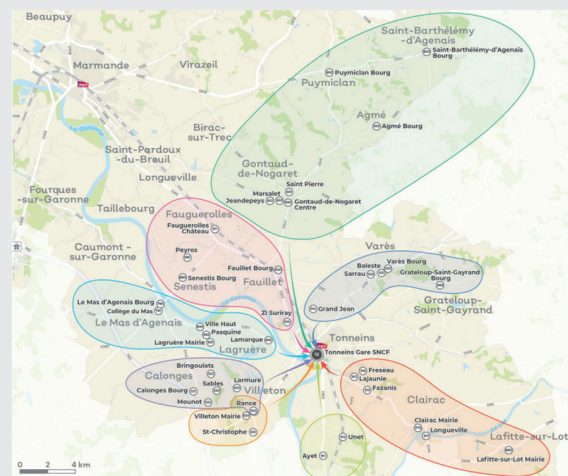 Beaupuy
Marmande
Virazeil
Saint-Barthélémy
-d'Agenais
Saint-Barthélémy-d'Agenais
Bourg
Puymiclan Bourg
Puymiclan
Agmé
Agmé Bourg
Birac
-sur-Trec
Saint-Pardoux
-du-Breuil
Longueville
Gontaud
-de-Nogaret
Saint Pierre
Marsalet
Jeandepeys
Gontaud-de-Nogaret
Centre
Fourques
-sur-Garonne
Taillebourg
Fauguerolles
Fauguerolles
Château
Caumont -
sur-Garonne
Peyros
Senestis Bourg
Senestis
Fauillet Bourg
Fauillet
Varès
Baleste
Varès Bourg
Sarrau
Grateloup-Saint-Gayrand
Bourg
Grateloup-
Saint-Gayrand
Grand Jean
Zi Suriray
La Garonne
La Garonne
Le Mas d'Agenais Bourg
Collège du Mas
Le Mas d'Agenais
Ville Haut
Pasquine
Lagruère Mairie
Lamarque
Lagruère
Tonneins
Tonneins Gare SNCF
Bringoulats
Calonges
Calonges Bourg
Sables
Larmure
Mounot
Villeton
Rance
Villeton Mairie
St-Christophe
Freseau
Lajaunie
Fazanis
Clairac
Clairac Mairie
Longueville
Lafitte-sur-Lot
Lafitte-sur-Lot Mairie
Unet
Ayet
0 2 4 km